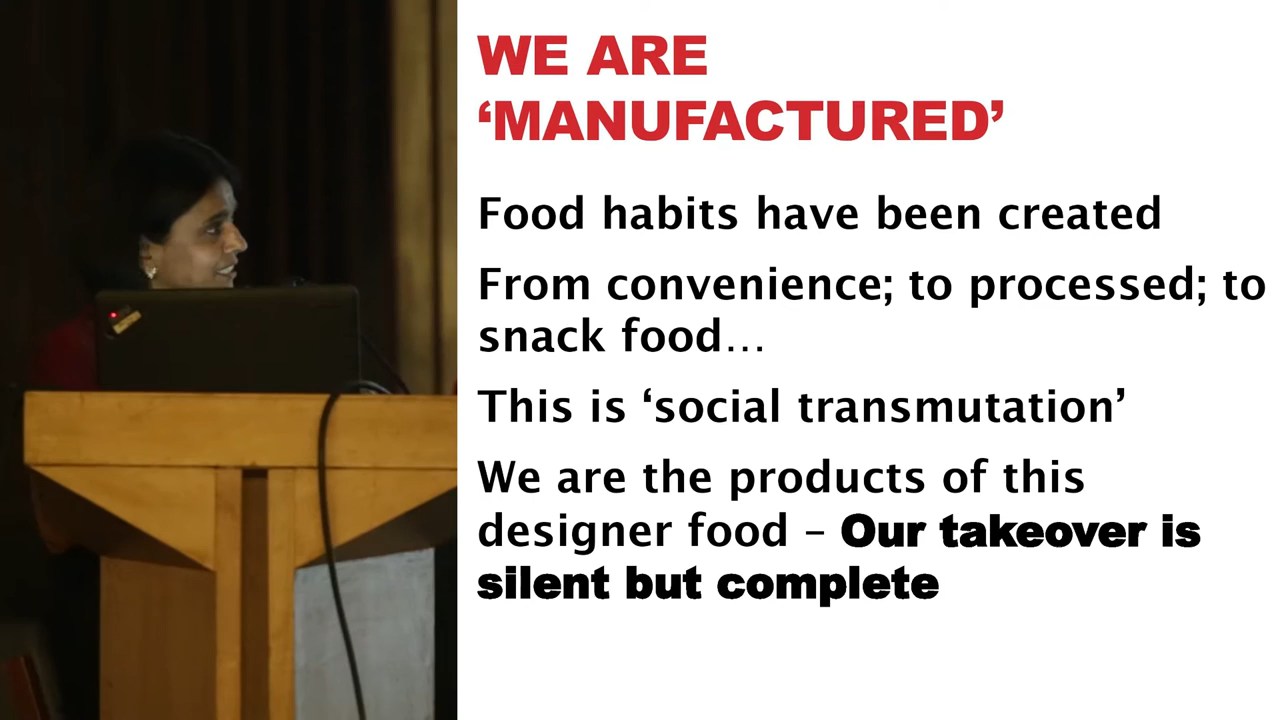 WE ARE
‘MANUFACTURED’
Food habits have been created
From convenience; to processed; to
snack food…
This is ‘social transmutation’
We are the products of this
designer food – Our takeover is
silent but complete